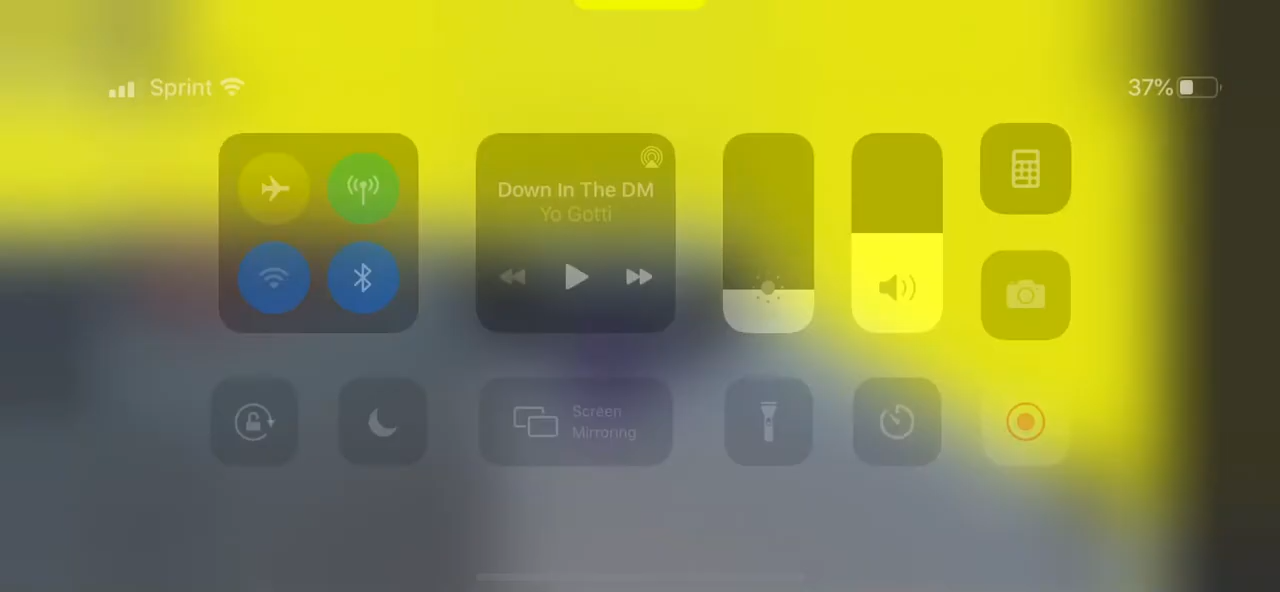 Sprint
37%
Down In The DM
Yo Gotti
Screen
Mirroring